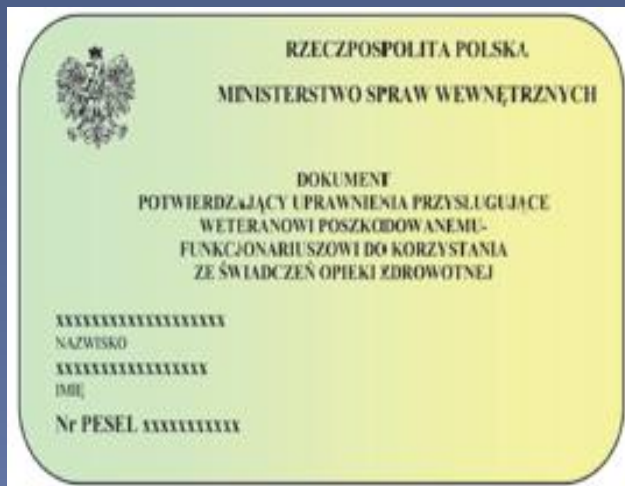 RZECZPOSPOLITA POLSKA
MINISTERSTWO SPRAW WEWNĘTRZNYCH
DOKUMENT
POTWIERDZAJĄCY UPRAWNIENIA PRZYSŁUGUJĄCE
WETERANOWI POSZKODOWANEMU-
FUNKCJONARIUSZOWI DO KORZYSTANIA
ZE ŚWIADCZEŃ OPIEKI ZDROWOTNEJ
xxxxxxxxxxxxxxxxxxx
NAZWISKO
xxxxxxxxxxxxxxxxx
IMIĘ
Nr PESEL xxxxxxxxxxx